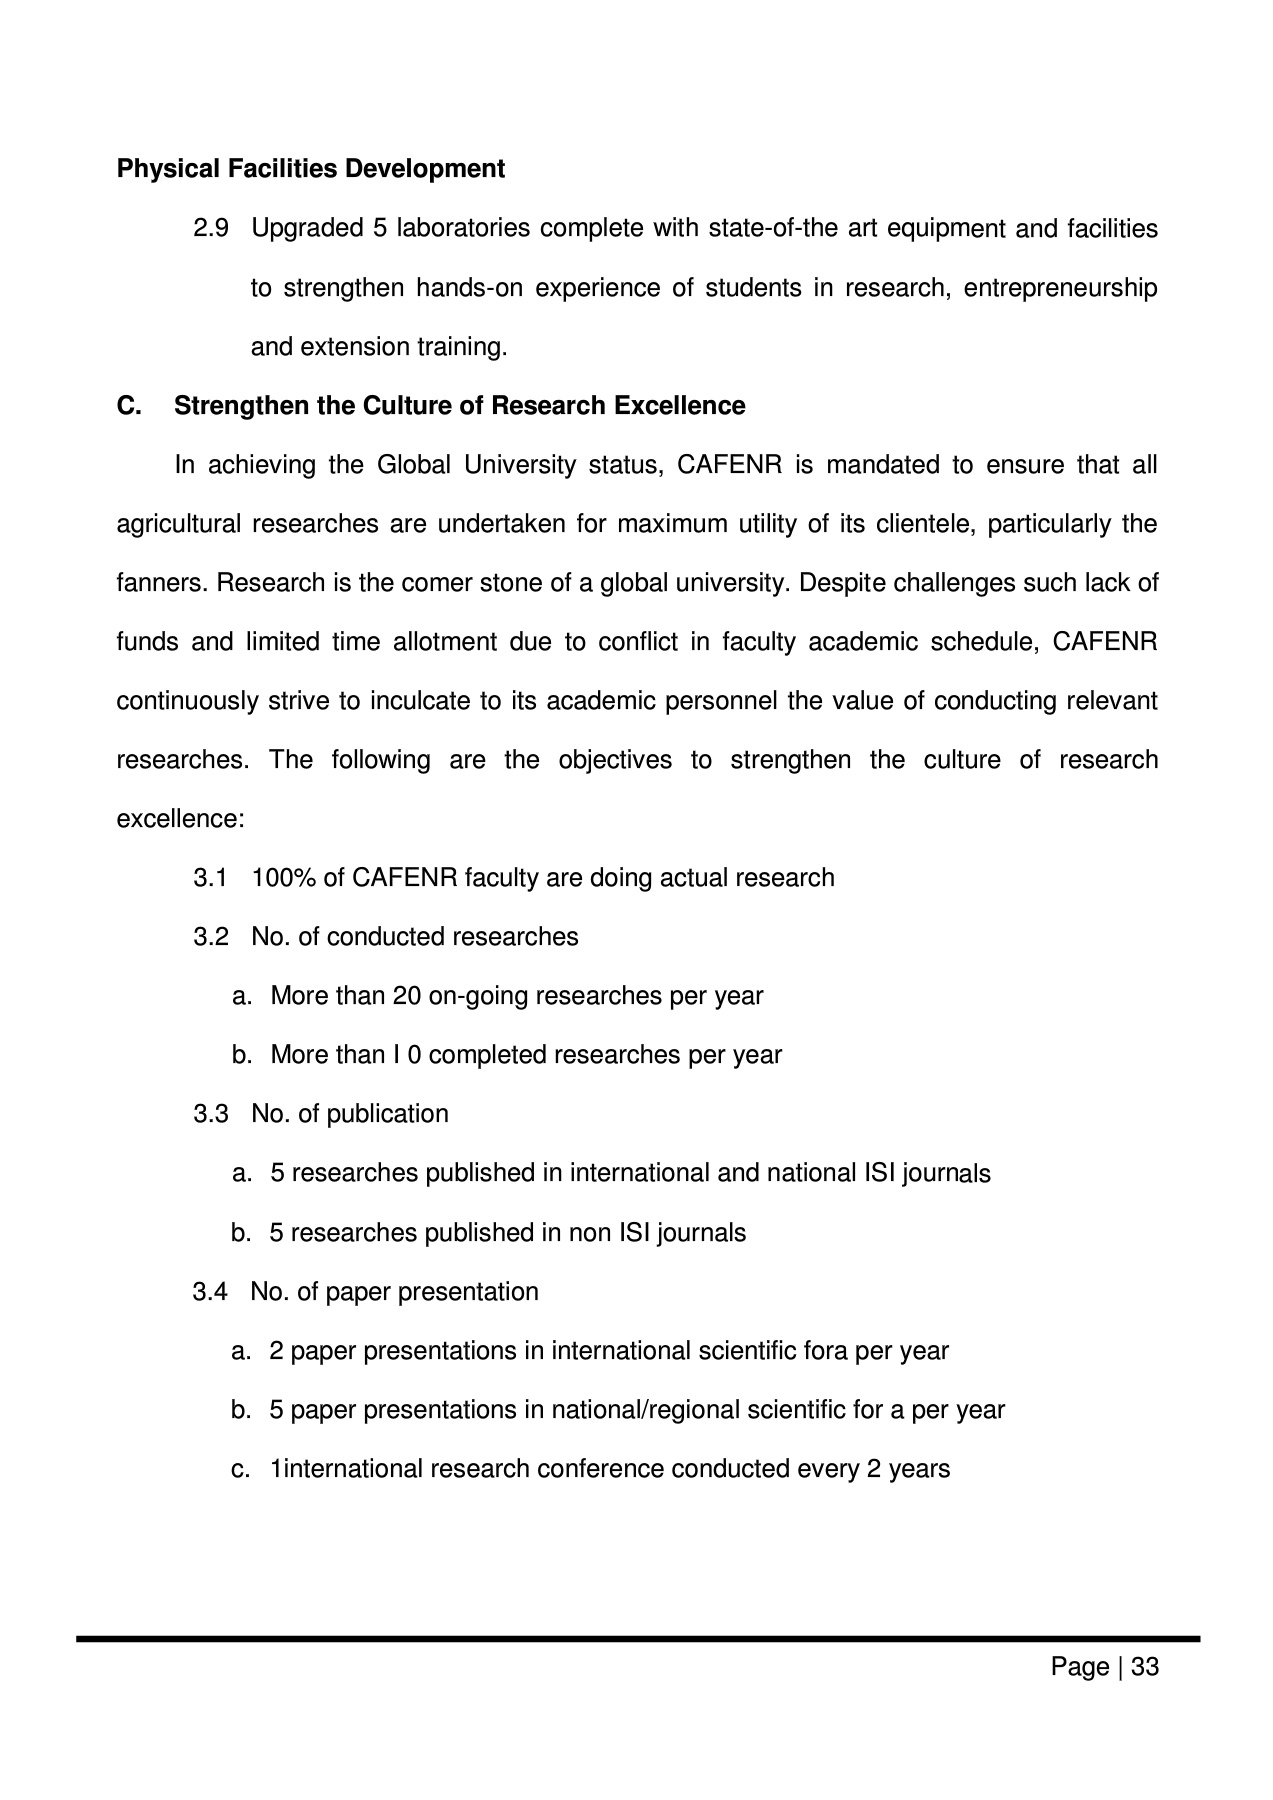 Physical Facilities Development
2.9 Upgraded 5 laboratories complete with state-of-the art equipment and facilities
to strengthen hands-on experience of students in research, entrepreneurship
and extension training.
C. Strengthen the Culture of Research Excellence
In achieving the Global University status, CAFENR is mandated to ensure that all
agricultural researches are undertaken for maximum utility of its clientele, particularly the
fanners. Research is the comer stone of a global university. Despite challenges such lack of
funds and limited time allotment due to conflict in faculty academic schedule, CAFENR
continuously strive to inculcate to its academic personnel the value of conducting relevant
researches. The following are the objectives to strengthen the culture of research
excellence:
3.1 100% of CAFENR faculty are doing actual research
3.2 No. of conducted researches
a. More than 20 on-going researches per year
b. More than I 0 completed researches per year
3.3 No. of publication
a. 5 researches published in international and national ISI journals
b. 5 researches published in non ISI journals
3.4 No. of paper presentation
a. 2 paper presentations in international scientific fora per year
b. 5 paper presentations in national/regional scientific for a per year
c. 1international research conference conducted every 2 years
Page | 33